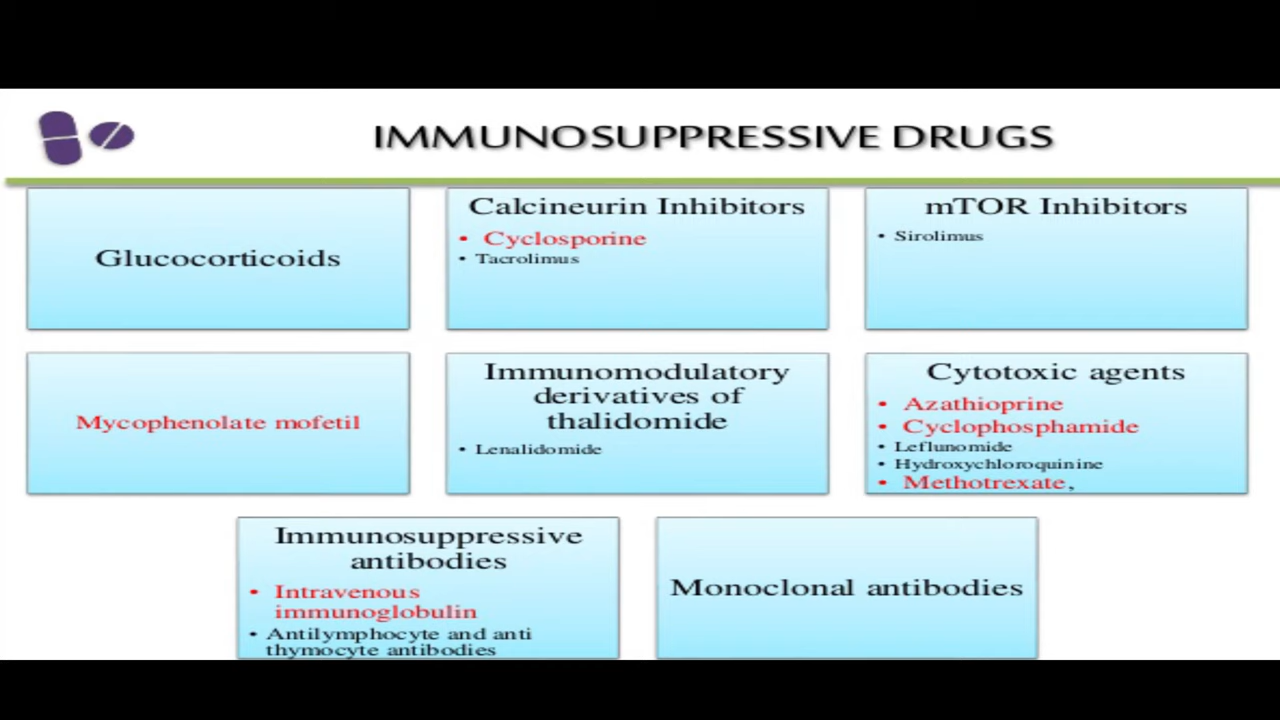 IMMUNOSUPPRESSIVE DRUGS
Glucocorticoids
Calcineurin Inhibitors
• Cyclosporine
• Tacrolimus
mTOR Inhibitors
• Sirolimus
Mycophenolate mofetil
Immunomodulatory
derivatives of
thalidomide
• Lenalidomide
Cytotoxic agents
• Azathioprine
• Cyclophosphamide
• Leflunomide
• Hydroxychloroquinine
• Methotrexate,
Immunosuppressive
antibodies
• Intravenous
immunoglobulin
• Antilymphocyte and anti
thymocyte antibodies
Monoclonal antibodies